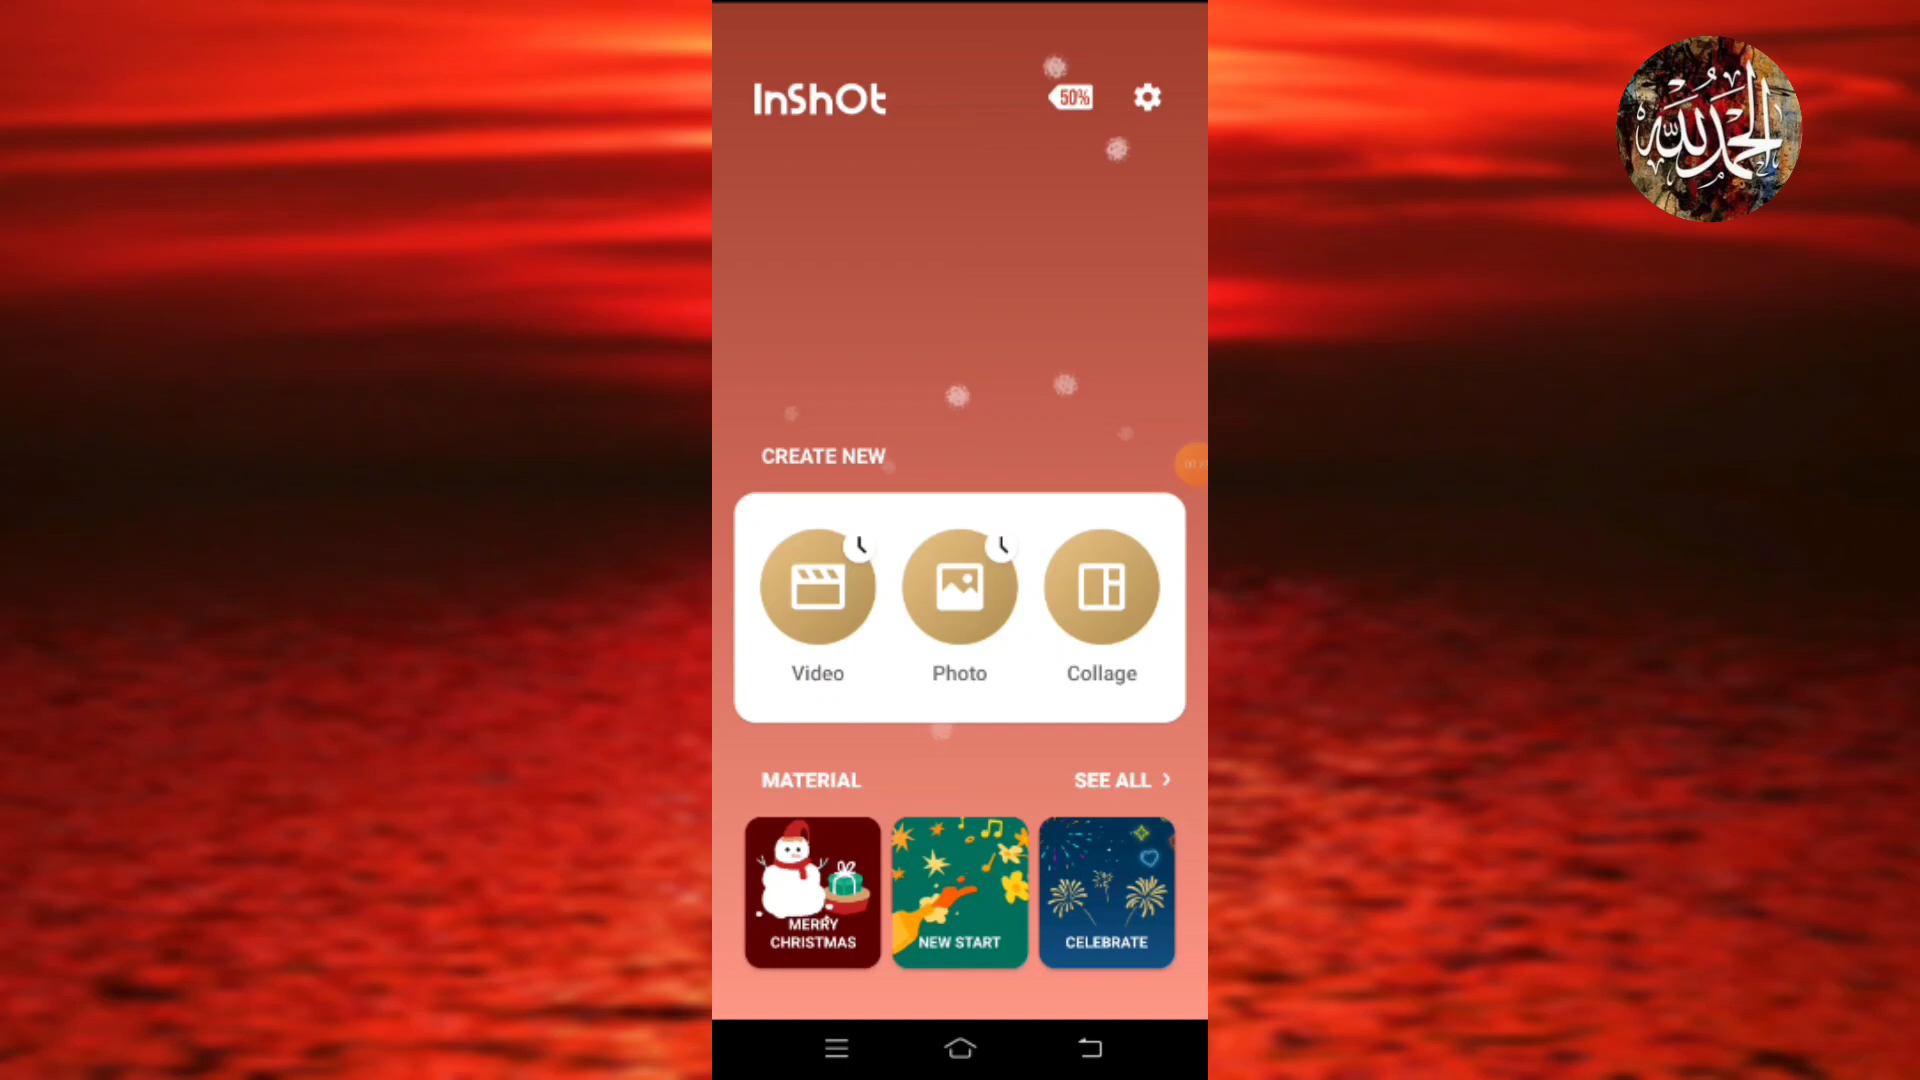 InShOt
50%
الحمد لله
CREATE NEW
Video
Photo
Collage
MATERIAL
SEE ALL >
MERRY
CHRISTMAS
NEW START
CELEBRATE